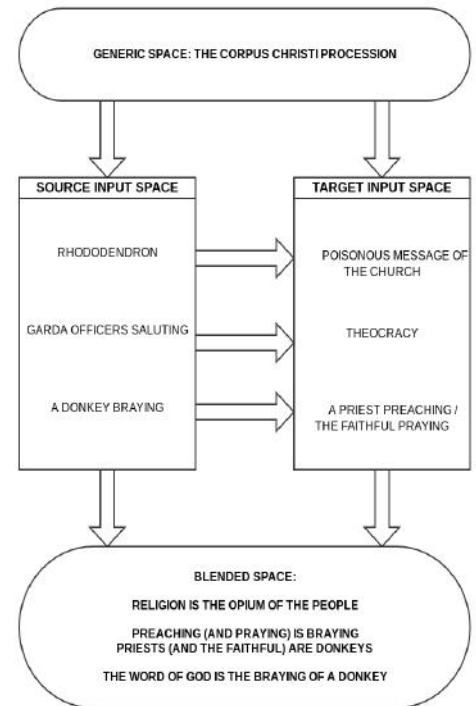 GENERIC SPACE: THE CORPUS CHRISTI PROCESSION
SOURCE INPUT SPACE
RHODODENDRON
GARDA OFFICERS SALUTING
A DONKEY BRAYING
TARGET INPUT SPACE
POISONOUS MESSAGE OF
THE CHURCH
THEOCRACY
A PRIEST PREACHING /
THE FAITHFUL PRAYING
BLENDED SPACE:
RELIGION IS THE OPIUM OF THE PEOPLE
PREACHING (AND PRAYING) IS BRAYING
PRIESTS (AND THE FAITHFUL) ARE DONKEYS
THE WORD OF GOD IS THE BRAYING OF A DONKEY